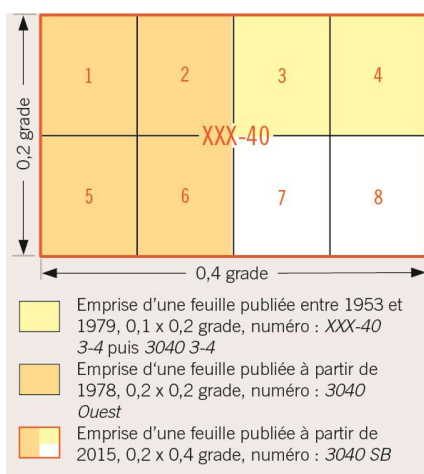 1 2 3 4
XXX-40
5 6 7 8
0,2 grade
0,4 grade
Emprise d'une feuille publiée entre 1953 et
1979, 0,1 x 0,2 grade, numéro : XXX-40
3-4 puis 3040 3-4
Emprise d'une feuille publiée à partir de
1978, 0,2 x 0,2 grade, numéro : 3040
Ouest
Emprise d'une feuille publiée à partir de
2015, 0,2 x 0,4 grade, numéro : 3040 SB